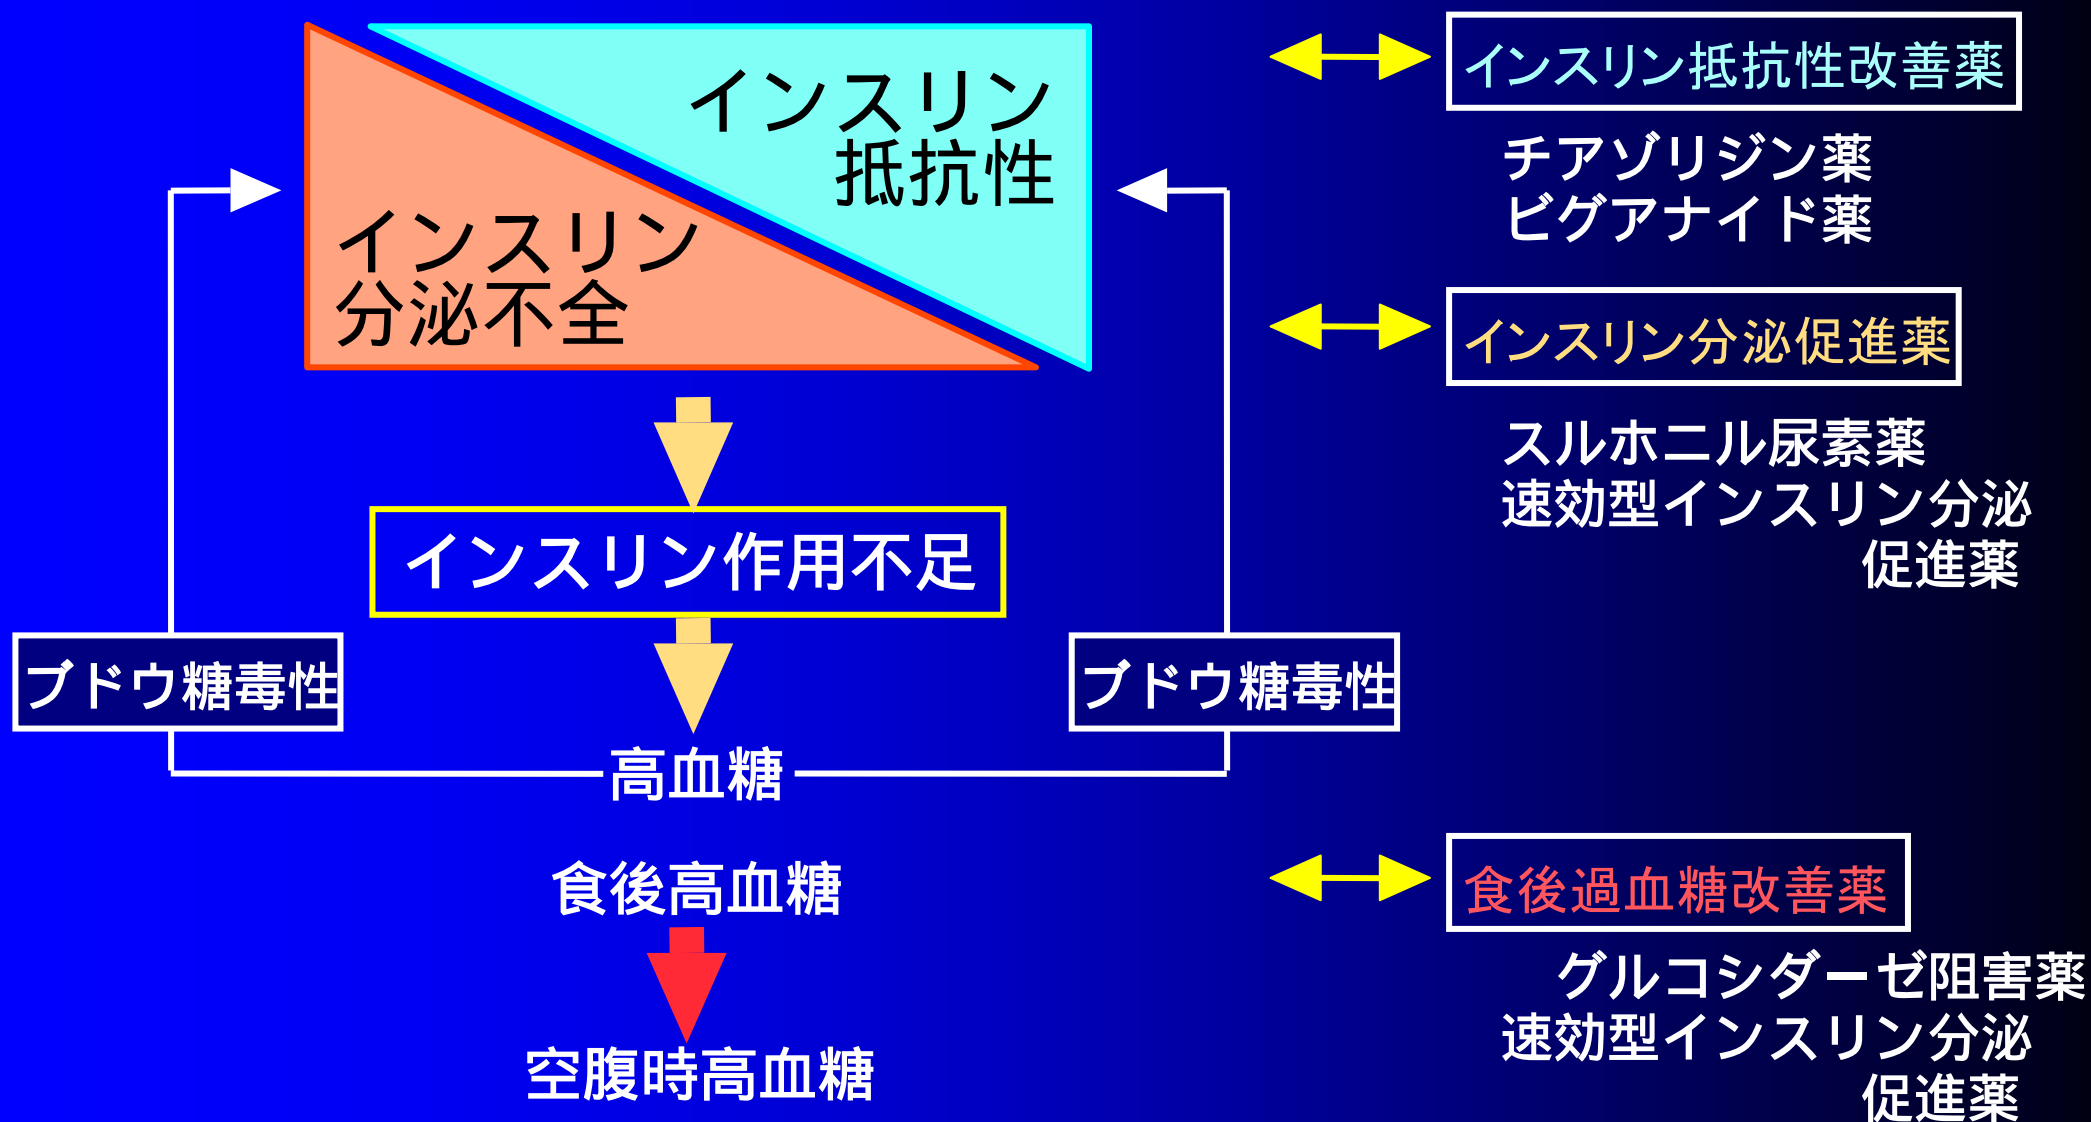 インスリン
抵抗性
インスリン
分泌不全
インスリン作用不足
ブドウ糖毒性
ブドウ糖毒性
高血糖
食後高血糖
空腹時高血糖
インスリン抵抗性改善薬
チアゾリジン薬
ビグアナイド薬
インスリン分泌促進薬
スルホニル尿素薬
速効型インスリン分泌
促進薬
食後過血糖改善薬
グルコシダーゼ阻害薬
速効型インスリン分泌
促進薬